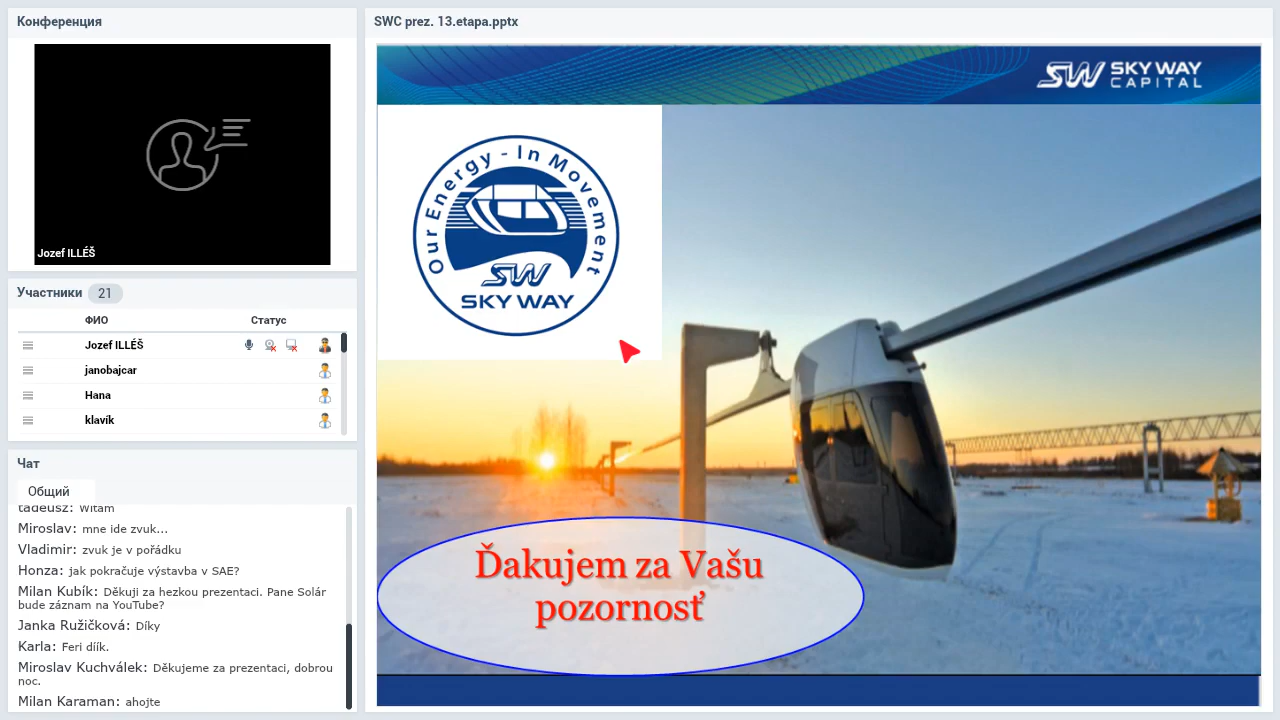 Конференция
Jozef ILLÉŠ
Участники 21
ФИО Статус
Jozef ILLÉŠ
janobajcar
Hana
klavík
Чат
Общий
tadeusz: Witam
Miroslav: mne ide zvuk...
Vladimir: zvuk je v pořádku
Honza: jak pokračuje výstavba v SAE?
Milan Kubík: Děkuji za hezkou prezentaci. Pane Solár
bude záznam na YouTube?
Janka Ružičková: Díky
Karla: Feri díík.
Miroslav Kuchválek: Děkujeme za prezentaci, dobrou
noc.
Milan Karaman: ahojte
SWC prez. 13.etapa.pptx
SW SKY WAY
CAPITAL
Our Energy - In Movement
SW
SKY WAY
Ďakujem za Vašu
pozornosť